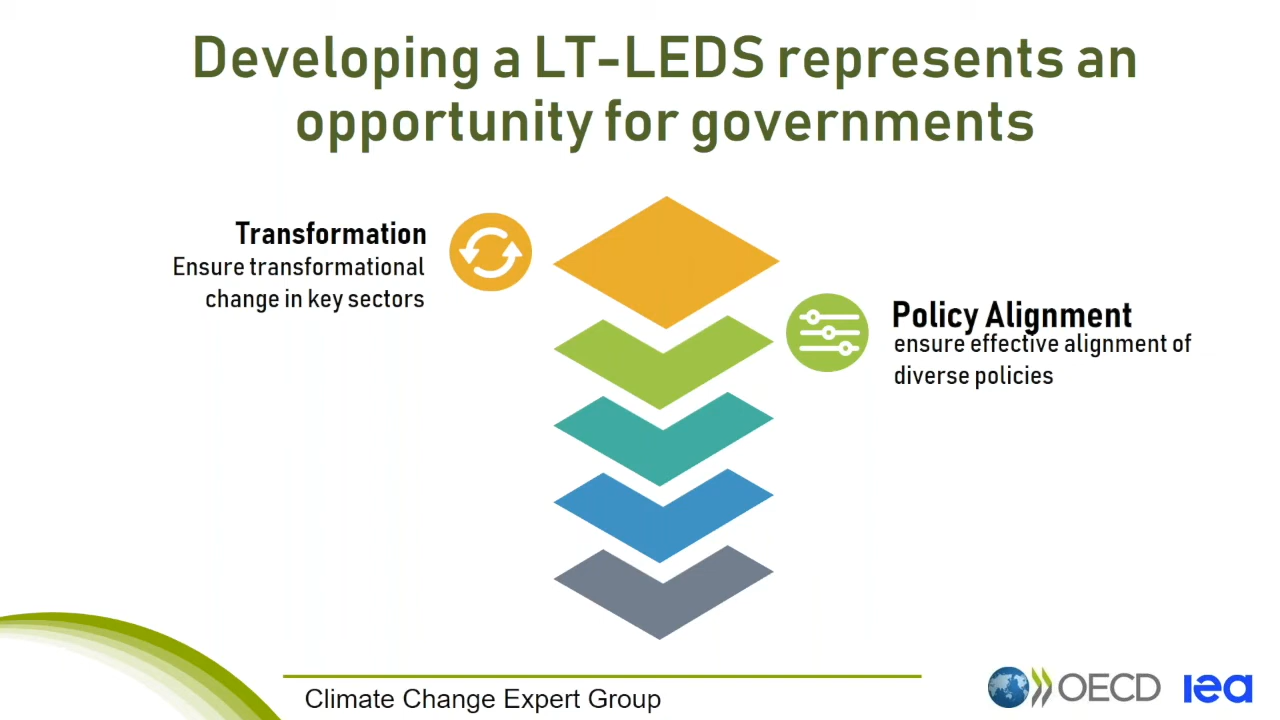 Developing a LT-LEDS represents an
opportunity for governments
Transformation
Ensure transformational
change in key sectors
Policy Alignment
ensure effective alignment of
diverse policies
Climate Change Expert Group
OECD
iea